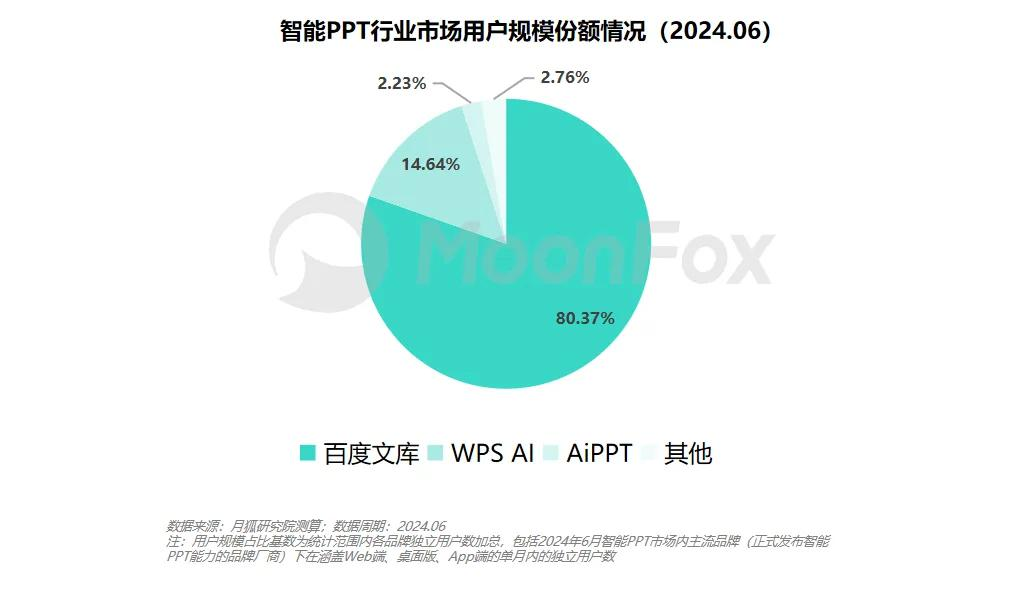 智能PPT行业市场用户规模份额情况（2024.06）
2.23%
2.76%
14.64%
MoonFox
80.37%
百度文库 WPS AI AiPPT 其他
数据来源：月狐研究院测算；数据周期：2024.06
注：用户规模占比基数为统计范围内各品牌独立用户数加总，包括2024年6月智能PPT市场内主流品牌（正式发布智能
PPT能力的品牌厂商）下在涵盖Web端、桌面版、App端的单月内的独立用户数